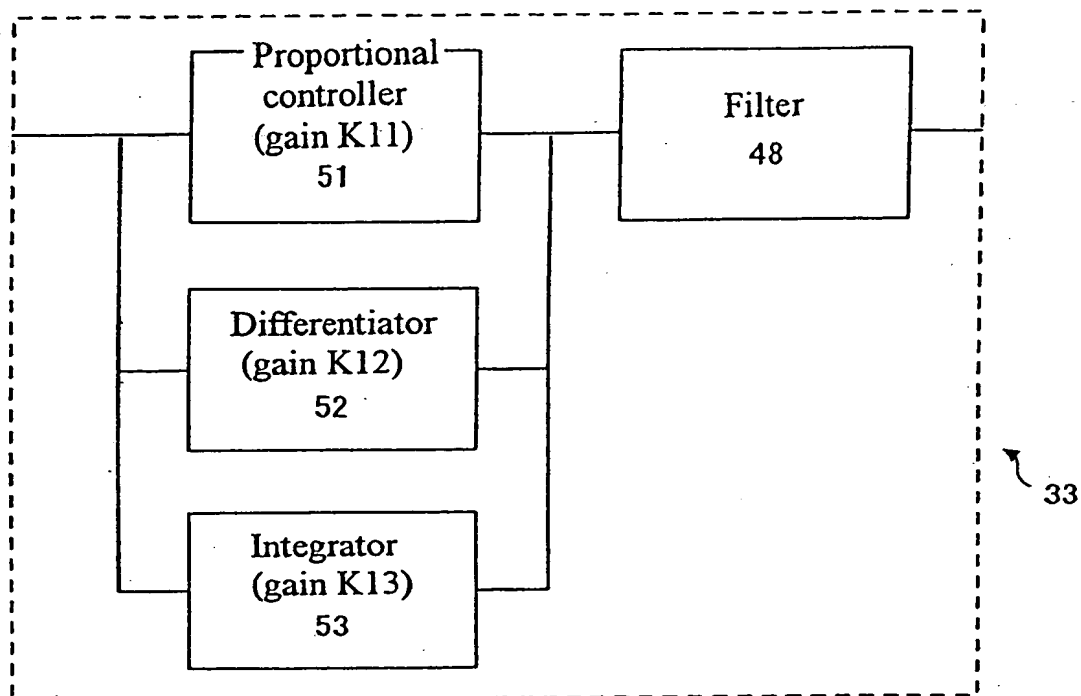 Proportional
controller
(gain K11)
51
Filter
48
Differentiator
(gain K12)
52
Integrator
(gain K13)
53
33